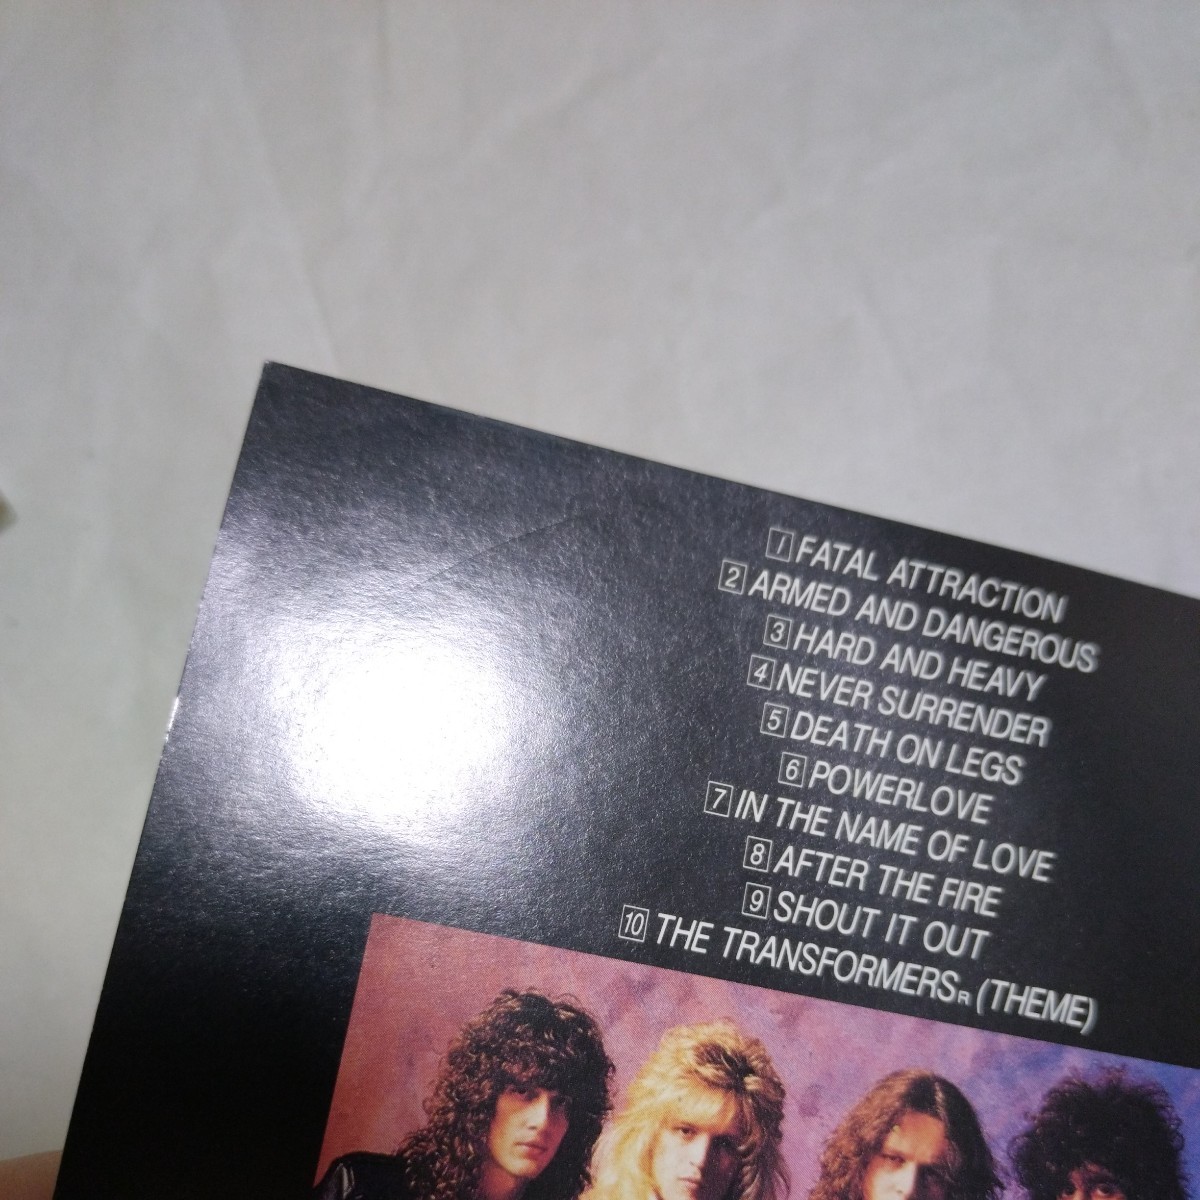 1 FATAL ATTRACTION
2 ARMED AND DANGEROUS
3 HARD AND HEAVY
4 NEVER SURRENDER
5 DEATH ON LEGS
6 POWERLOVE
7 IN THE NAME OF LOVE
8 AFTER THE FIRE
9 SHOUT IT OUT
10 THE TRANSFORMERSR (THEME)